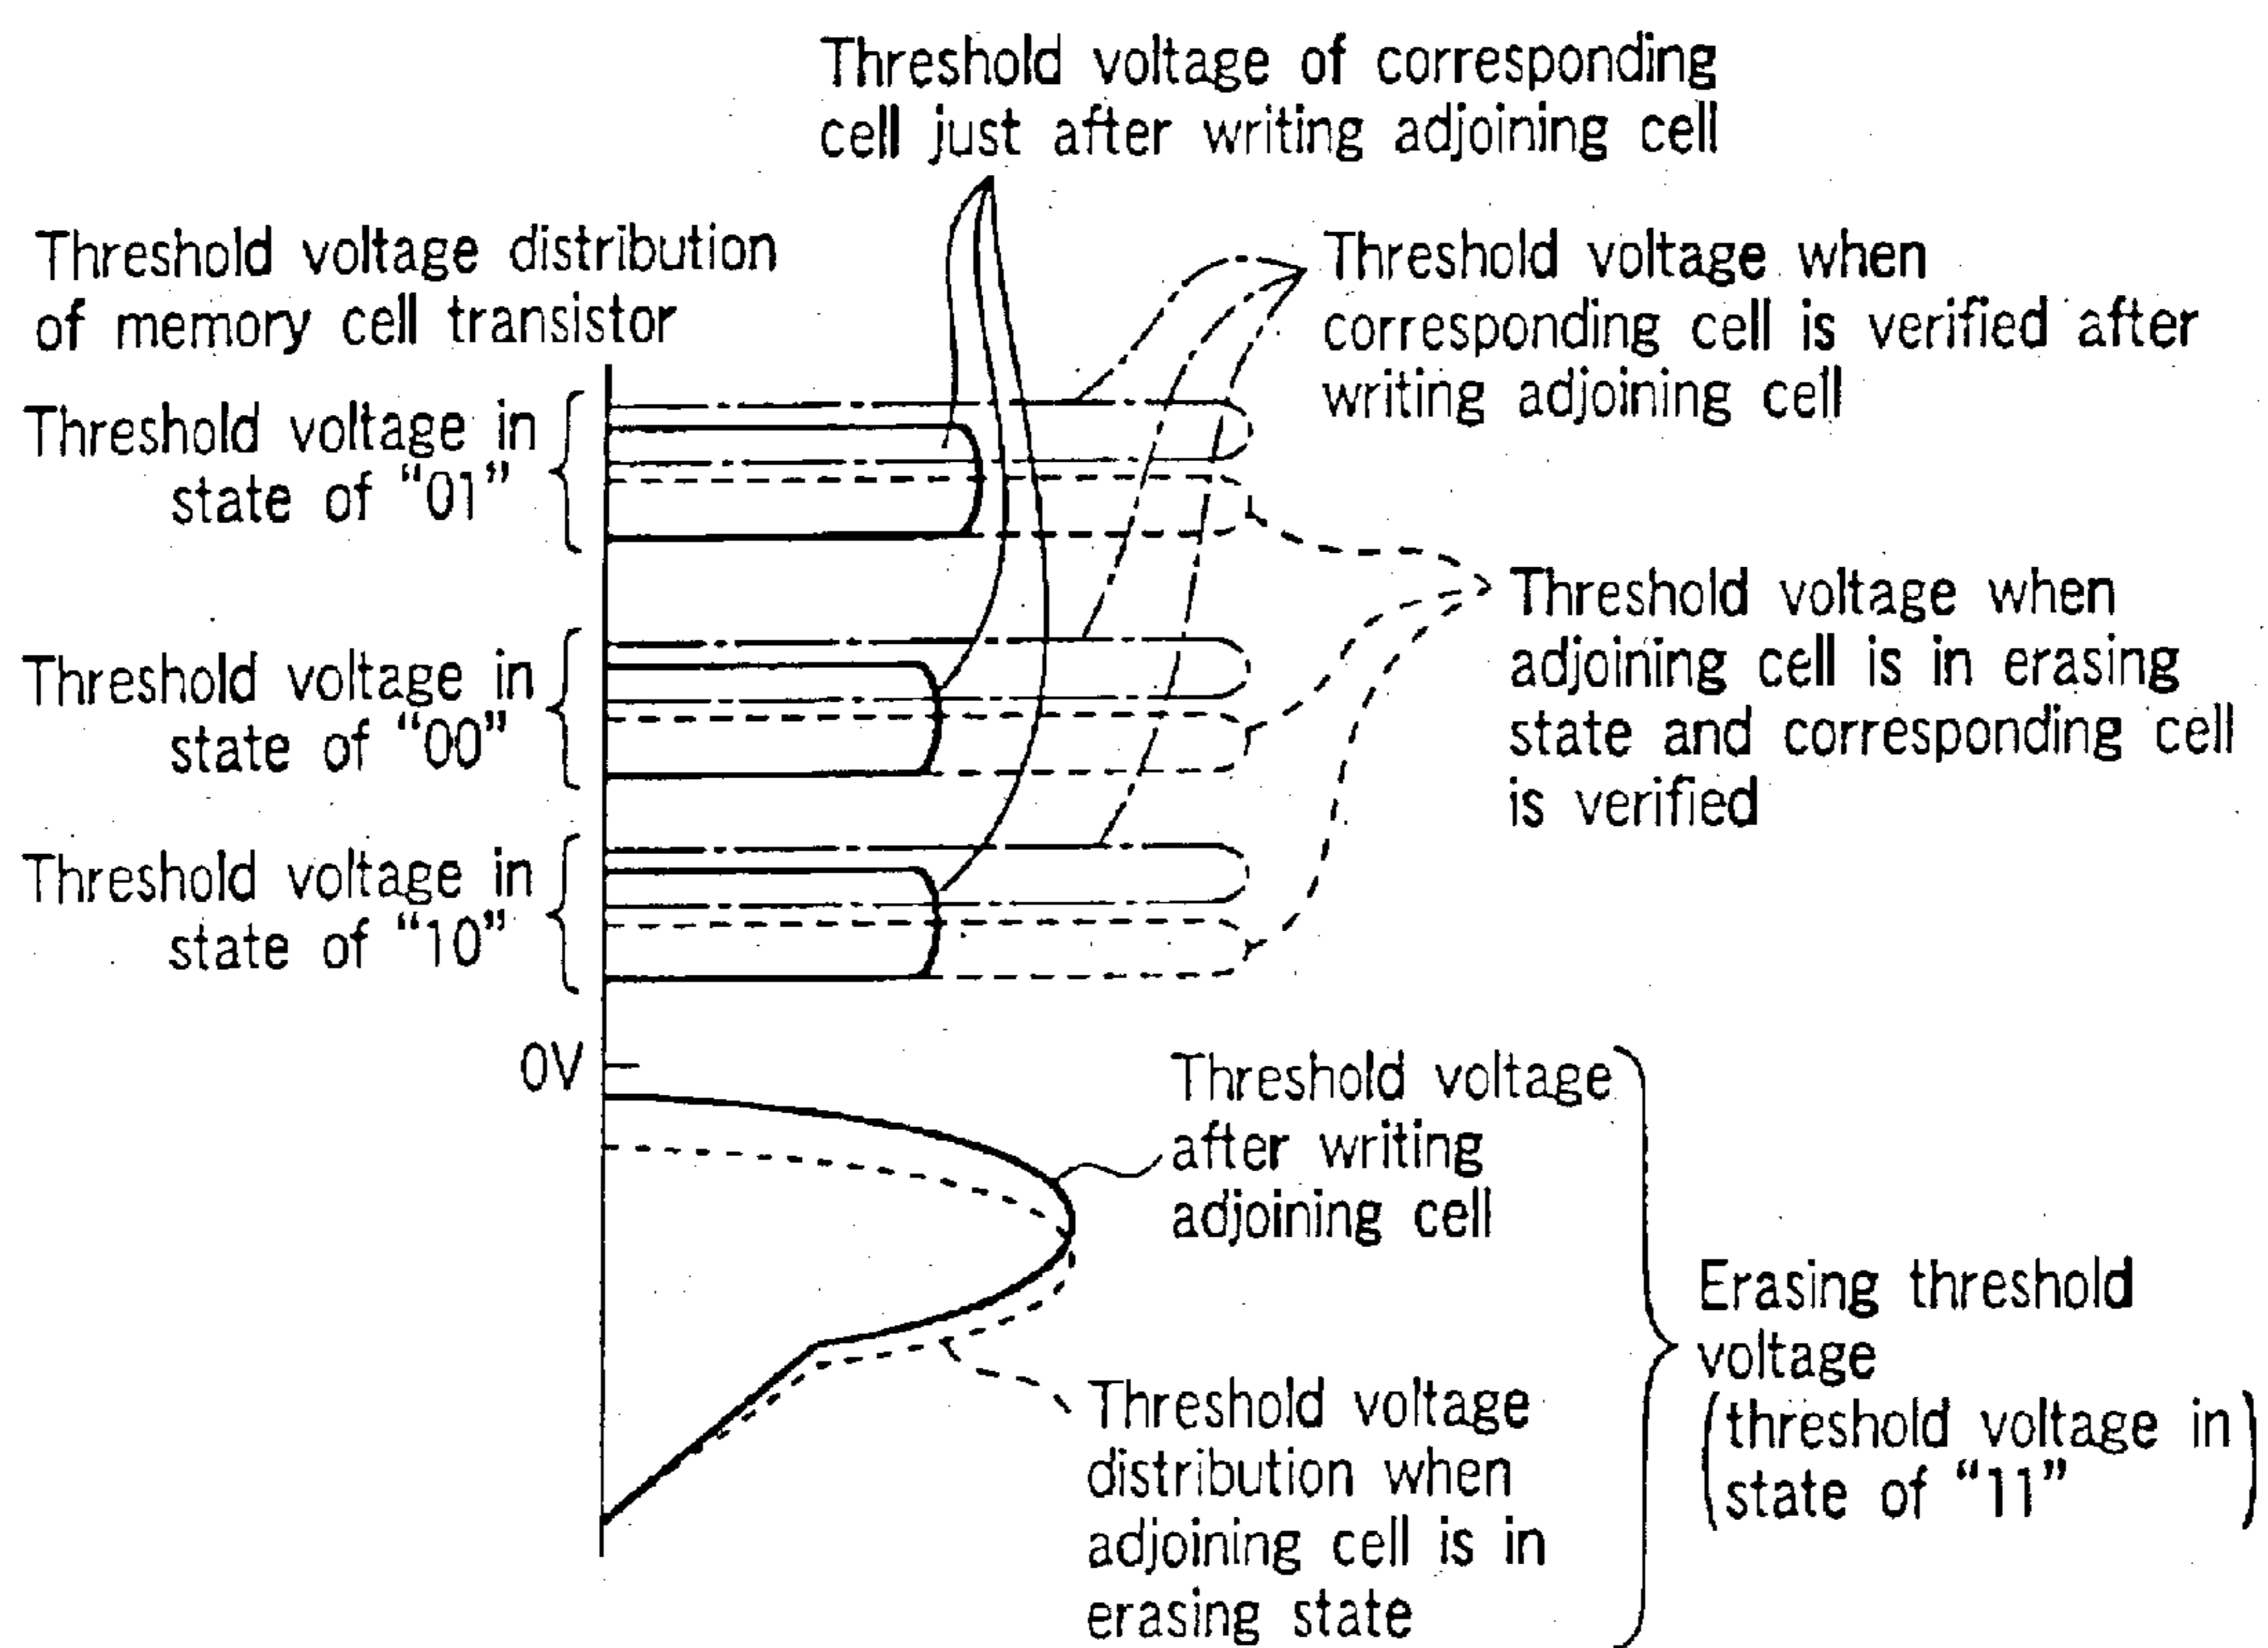 Threshold voltage of corresponding
cell just after writing adjoining cell
Threshold voltage distribution
of memory cell transistor
Threshold voltage when
corresponding cell is verified after
writing adjoining cell
Threshold voltage in
state of “01”
Threshold voltage when
adjoining cell is in erasing
state and corresponding cell
is verified
Threshold voltage in
state of “00”
Threshold voltage in
state of “10”
0V
Threshold voltage
after writing
adjoining cell
Erasing threshold
voltage
(threshold voltage in
state of “11”)
Threshold voltage
distribution when
adjoining cell is in
erasing state